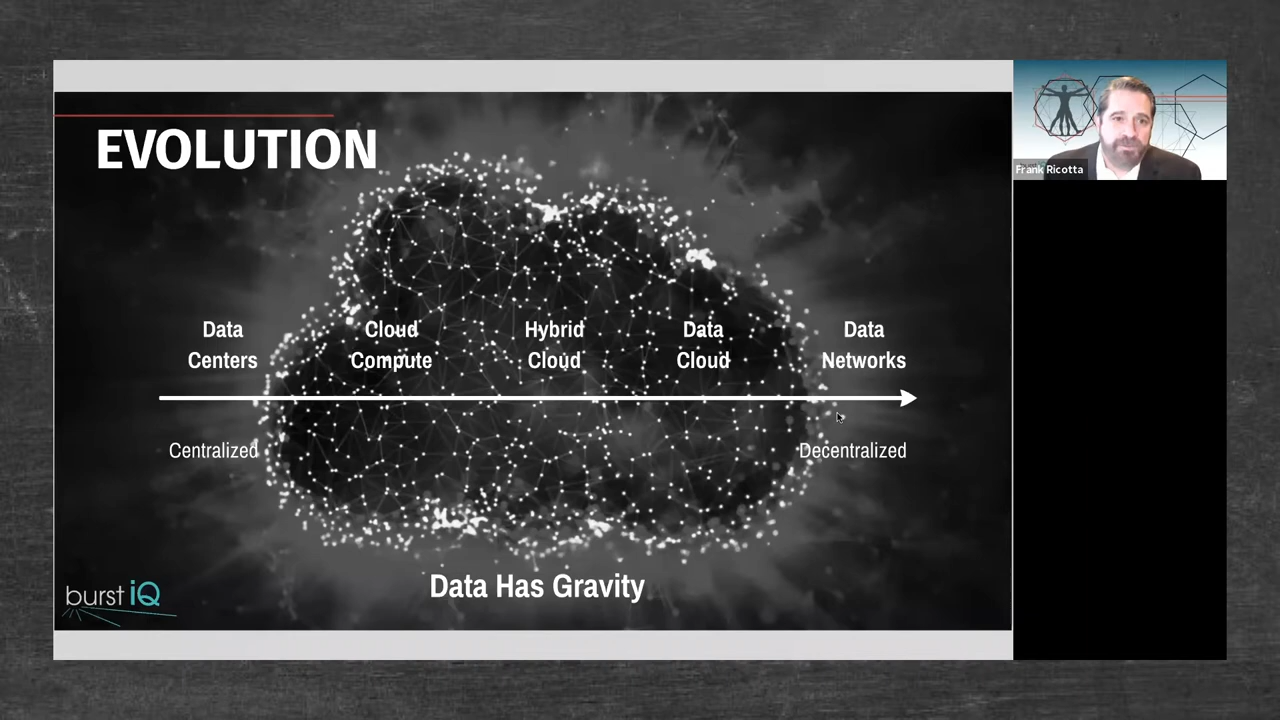 EVOLUTION
Data
Centers
Cloud
Compute
Hybrid
Cloud
Data
Cloud
Data
Networks
Centralized
Decentralized
Data Has Gravity
burst iQ
Frank Ricotta